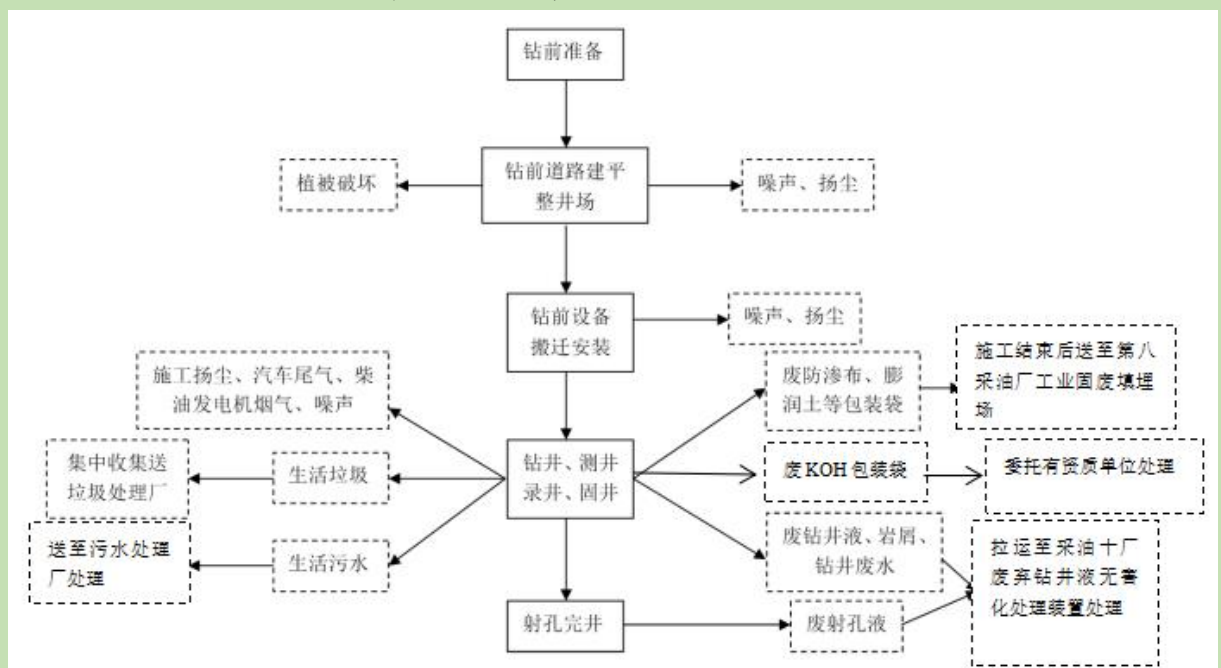 钻前准备
植被破坏
钻前道路建平
整井场
噪声、扬尘
钻前设备
搬迁安装
噪声、扬尘
施工扬尘、汽车尾气、柴
油发电机烟气、噪声
废防渗布、膨
润土等包装袋
施工结束后送至第八
采油厂工业固废填埋
场
集中收集送
垃圾处理厂
生活垃圾
钻井、测井
录井、固井
废KOH包装袋
委托有资质单位处理
送至污水处理
厂处理
生活污水
废钻井液、岩屑、
钻井废水
拉运至采油十厂
废弃钻井液无害
化处理装置处理
射孔完井
废射孔液